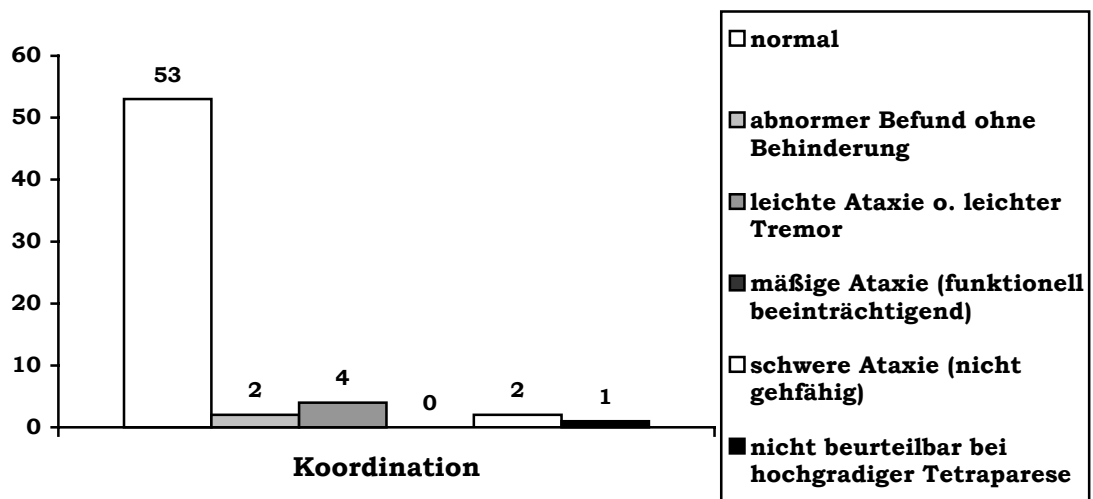 60
50
40
30
20
10
0
53
2
4
0
2
1
Koordination
normal
abnormer Befund ohne
Behinderung
leichte Ataxie o. leichter
Tremor
mäßige Ataxie (funktionell
beeinträchtigend)
schwere Ataxie (nicht
gehfähig)
nicht beurteilbar bei
hochgradiger Tetraparese